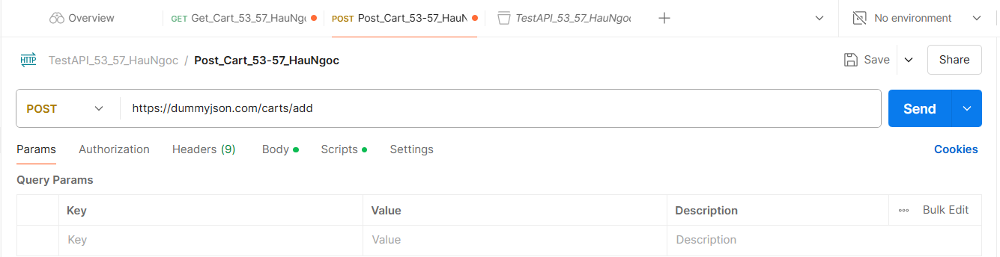 Overview GET Get_Cart_53_57_HauNgo POST Post_Cart_53-57_HauN TestAPI_53_57_HauNgoc No environment
HTTP TestAPI_53_57_HauNgoc / Post_Cart_53-57_HauNgoc Save Share
POST https://dummyjson.com/carts/add Send
Params Authorization Headers (9) Body Scripts Settings Cookies
Query Params
Key Value Description Bulk Edit
Key Value Description